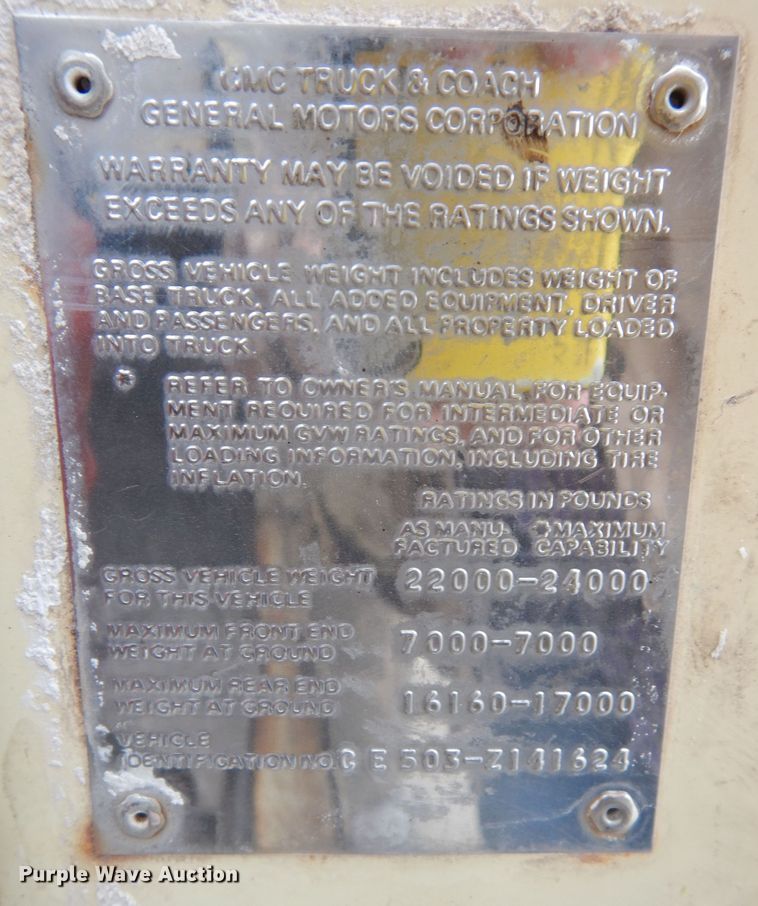 GMC TRUCK & COACH
GENERAL MOTORS CORPORATION
WARRANTY MAY BE VOIDED IF WEIGHT
EXCEEDS ANY OF THE RATINGS SHOWN.
GROSS VEHICLE WEIGHT INCLUDES WEIGHT OF
BASE TRUCK, ALL ADDED EQUIPMENT, DRIVER
AND PASSENGERS, AND ALL PROPERTY LOADED
INTO TRUCK.
* REFER TO OWNER'S MANUAL FOR EQUIP-
MENT REQUIRED FOR INTERMEDIATE OR
MAXIMUM GVW RATINGS, AND FOR OTHER
LOADING INFORMATION, INCLUDING TIRE
INFLATION.
RATINGS IN POUNDS
AS MANU- *MAXIMUM
FACTURED CAPABILITY
GROSS VEHICLE WEIGHT
FOR THIS VEHICLE 22000-24000
MAXIMUM FRONT END
WEIGHT AT GROUND 7000-7000
MAXIMUM REAR END
WEIGHT AT GROUND 16160-17000
VEHICLE
IDENTIFICATION NO. C E 503-Z141624
Purple Wave Auction